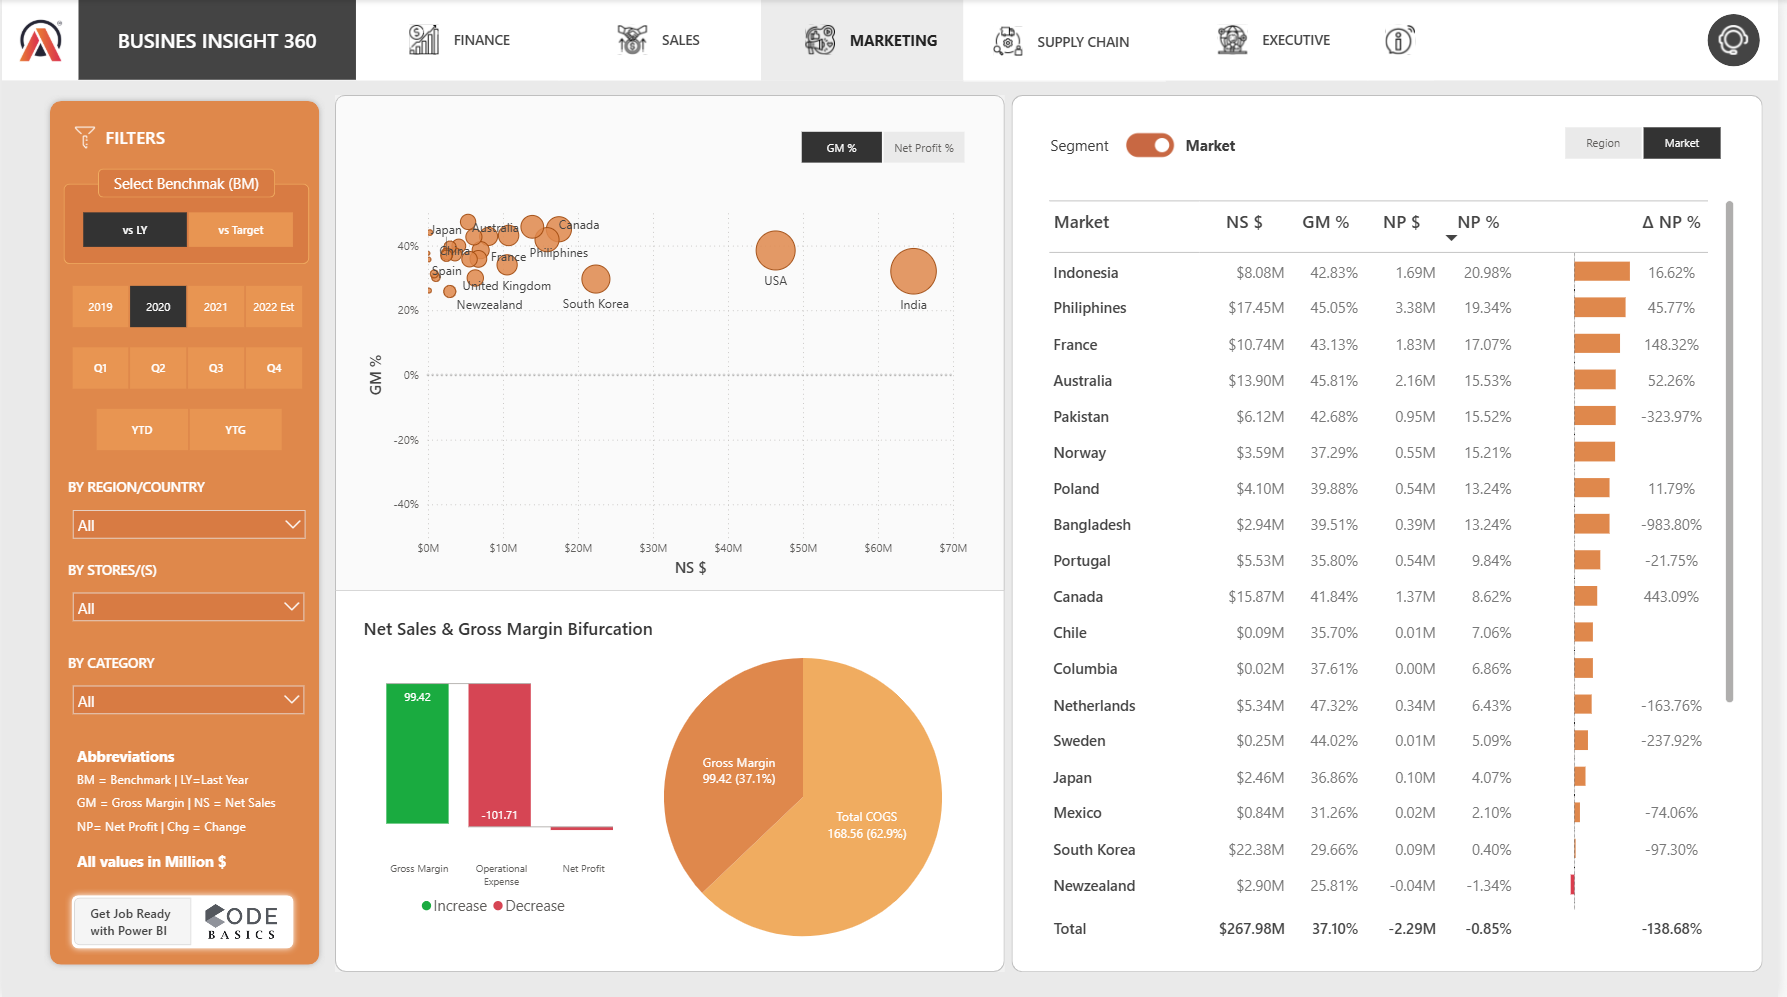 BUSINES INSIGHT 360
FINANCE
SALES
MARKETING
SUPPLY CHAIN
EXECUTIVE
FILTERS
Select Benchmak (BM)
vs LY
vs Target
2019
2020
2021
2022 Est
Q1
Q2
Q3
Q4
YTD
YTG
BY REGION/COUNTRY
All
BY STORES/(S)
All
BY CATEGORY
All
Abbreviations
BM = Benchmark | LY=Last Year
GM = Gross Margin | NS = Net Sales
NP= Net Profit | Chg = Change
All values in Million $
Get Job Ready
with Power BI
CODE
BASICS
GM %
Net Profit %
Japan
Australia
Canada
China
France
Philiphines
Spain
United Kingdom
Newzealand
South Korea
USA
India
40%
20%
0%
-20%
-40%
GM %
$0M $10M $20M $30M $40M $50M $60M $70M
NS $
Net Sales & Gross Margin Bifurcation
99.42
-101.71
Gross Margin
Operational
Expense
Net Profit
Increase Decrease
Gross Margin
99.42 (37.1%)
Total COGS
168.56 (62.9%)
Segment Market
Region
Market
Market NS $ GM % NP $ NP % Δ NP %
Indonesia $8.08M 42.83% 1.69M 20.98% 16.62%
Philiphines $17.45M 45.05% 3.38M 19.34% 45.77%
France $10.74M 43.13% 1.83M 17.07% 148.32%
Australia $13.90M 45.81% 2.16M 15.53% 52.26%
Pakistan $6.12M 42.68% 0.95M 15.52% -323.97%
Norway $3.59M 37.29% 0.55M 15.21%
Poland $4.10M 39.88% 0.54M 13.24% 11.79%
Bangladesh $2.94M 39.51% 0.39M 13.24% -983.80%
Portugal $5.53M 35.80% 0.54M 9.84% -21.75%
Canada $15.87M 41.84% 1.37M 8.62% 443.09%
Chile $0.09M 35.70% 0.01M 7.06%
Columbia $0.02M 37.61% 0.00M 6.86%
Netherlands $5.34M 47.32% 0.34M 6.43% -163.76%
Sweden $0.25M 44.02% 0.01M 5.09% -237.92%
Japan $2.46M 36.86% 0.10M 4.07%
Mexico $0.84M 31.26% 0.02M 2.10% -74.06%
South Korea $22.38M 29.66% 0.09M 0.40% -97.30%
Newzealand $2.90M 25.81% -0.04M -1.34%
Total $267.98M 37.10% -2.29M -0.85% -138.68%